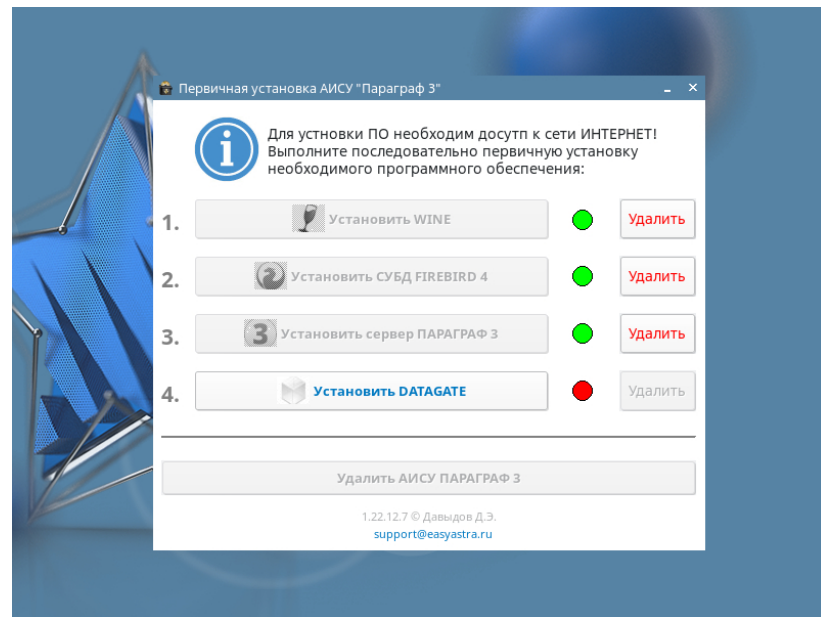 Первичная установка АИСУ "Параграф 3"
Для устновки ПО необходим досутп к сети ИНТЕРНЕТ!
Выполните последовательно первичную установку
необходимого программного обеспечения:
1. Установить WINE Удалить
2. Установить СУБД FIREBIRD 4 Удалить
3. 3 Установить сервер ПАРАГРАФ 3 Удалить
4. Установить DATAGATE Удалить
Удалить АИСУ ПАРАГРАФ 3
1.22.12.7 © Давыдов Д.Э.
support@easyastra.ru